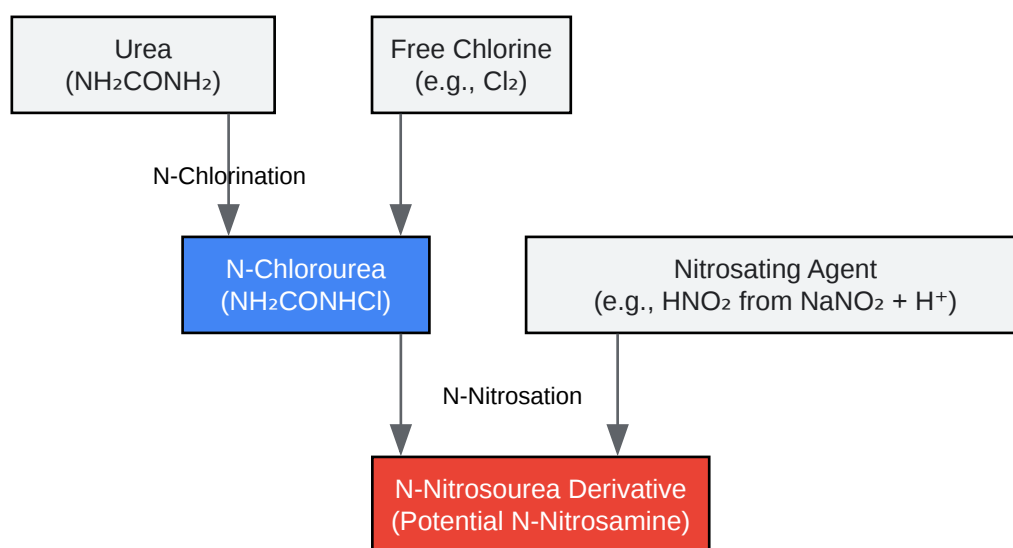 Urea
(NH₂CONH₂)
Free Chlorine
(e.g., Cl₂)
N-Chlorination
N-Chlorourea
(NH₂CONHCl)
Nitrosating Agent
(e.g., HNO₂ from NaNO₂ + H⁺)
N-Nitrosation
N-Nitrosourea Derivative
(Potential N-Nitrosamine)